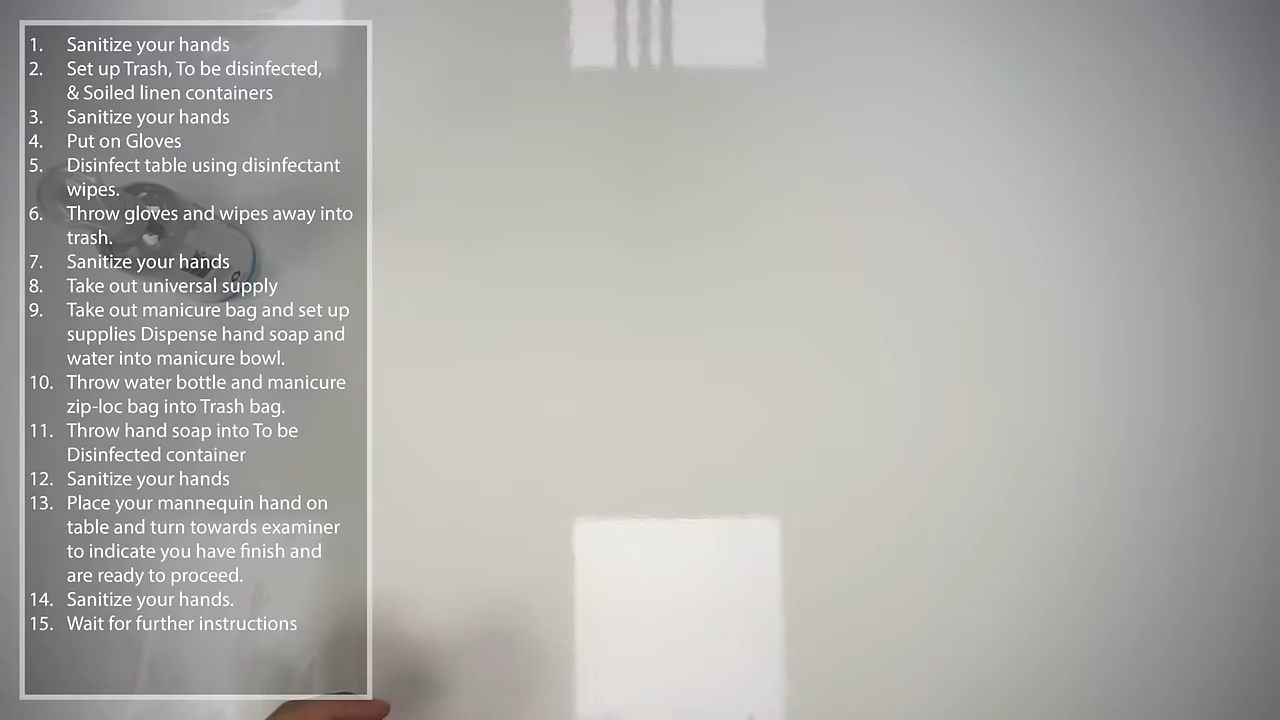 1. Sanitize your hands
2. Set up Trash, To be disinfected,
& Soiled linen containers
3. Sanitize your hands
4. Put on Gloves
5. Disinfect table using disinfectant
wipes.
6. Throw gloves and wipes away into
trash.
7. Sanitize your hands
8. Take out universal supply
9. Take out manicure bag and set up
supplies Dispense hand soap and
water into manicure bowl.
10. Throw water bottle and manicure
zip-loc bag into Trash bag.
11. Throw hand soap into To be
Disinfected container
12. Sanitize your hands
13. Place your mannequin hand on
table and turn towards examiner
to indicate you have finish and
are ready to proceed.
14. Sanitize your hands.
15. Wait for further instructions